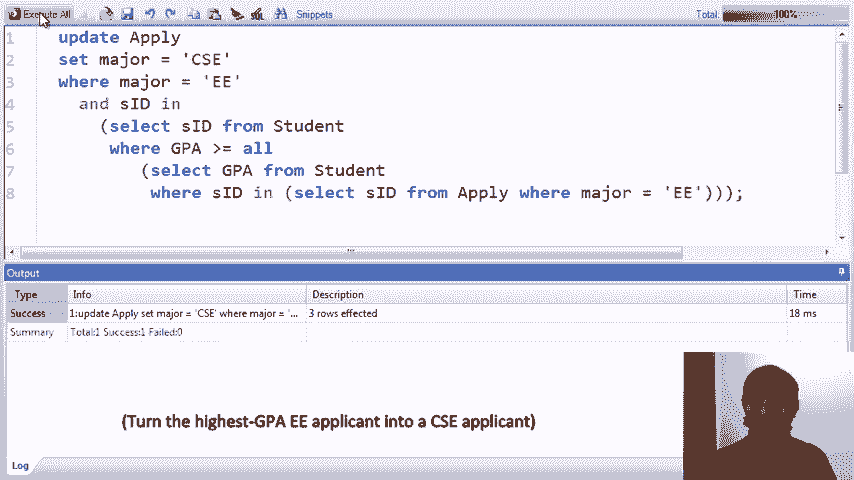 Execute All Snippets Total: 100%
1 update Apply
2 set major = 'CSE'
3 where major = 'EE'
4 and sID in
5 (select sID from Student
6 where GPA >= all
7 (select GPA from Student
8 where sID in (select sID from Apply where major = 'EE')));
Output
Type Info Description Time
Success 1:update Apply set major = 'CSE' where major = '... 3 rows effected 18 ms
Summary Total:1 Success:1 Failed:0
(Turn the highest-GPA EE applicant into a CSE applicant)
Log